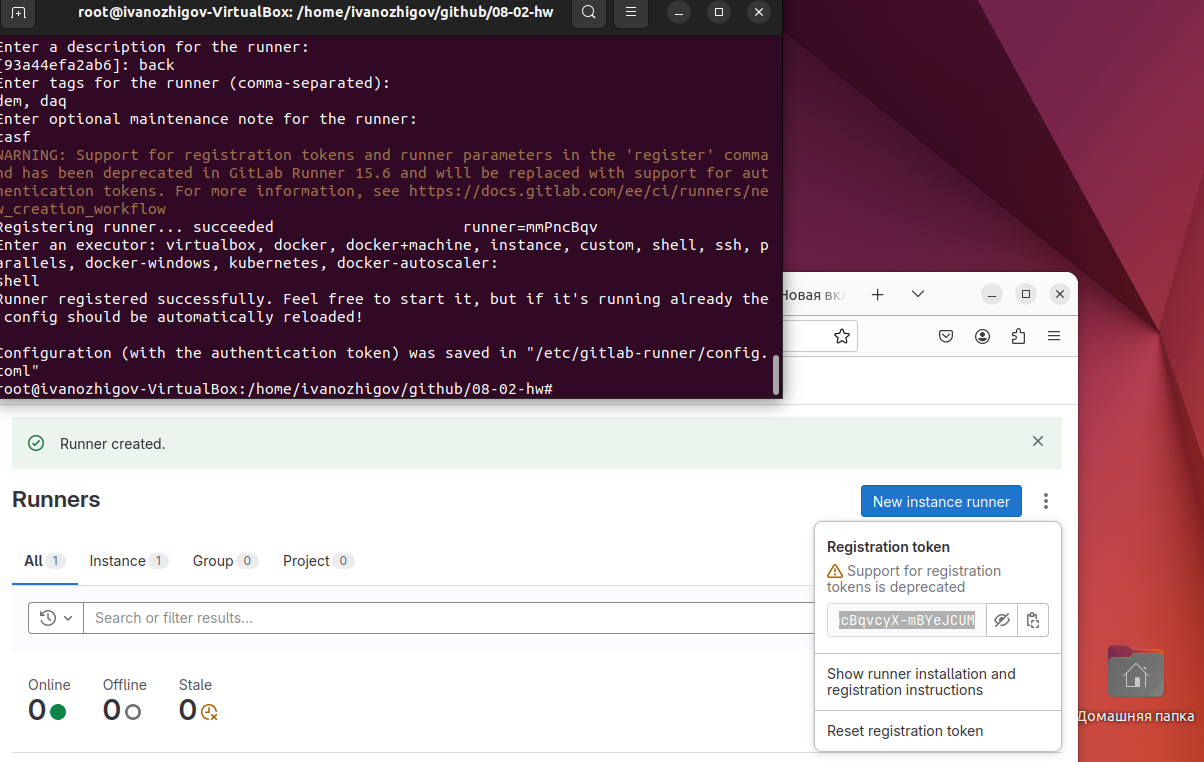 root@ivanozhigov-VirtualBox: /home/ivanozhigov/github/08-02-hw
Enter a description for the runner:
[93a44efa2ab6]: back
Enter tags for the runner (comma-separated):
dem, daq
Enter optional maintenance note for the runner:
tasf
WARNING: Support for registration tokens and runner parameters in the 'register' comma
nd has been deprecated in GitLab Runner 15.6 and will be replaced with support for aut
hentication tokens. For more information, see https://docs.gitlab.com/ee/ci/runners/ne
w_creation_workflow
Registering runner... succeeded runner=mmPncBqv
Enter an executor: virtualbox, docker, docker+machine, instance, custom, shell, ssh, p
arallels, docker-windows, kubernetes, docker-autoscaler:
shell
Runner registered successfully. Feel free to start it, but if it's running already the
config should be automatically reloaded!
Configuration (with the authentication token) was saved in "/etc/gitlab-runner/config.
toml"
root@ivanozhigov-VirtualBox:/home/ivanozhigov/github/08-02-hw#
Новая вкл
Runner created.
Runners
New instance runner
All 1 Instance 1 Group 0 Project 0
Registration token
Support for registration
tokens is deprecated
cBqvcyX-mBYeJCUM
Search or filter results...
Show runner installation and
registration instructions
Reset registration token
Online Offline Stale
0 0 0
Домашняя папка